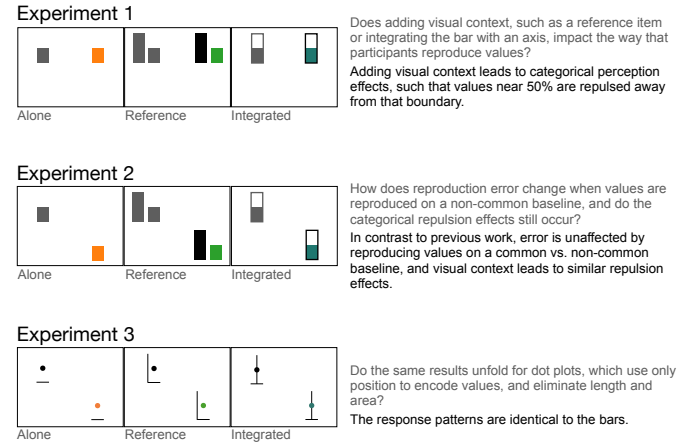 Experiment 1
Alone
Reference
Integrated
Does adding visual context, such as a reference item
or integrating the bar with an axis, impact the way that
participants reproduce values?
Adding visual context leads to categorical perception
effects, such that values near 50% are repulsed away
from that boundary.
Experiment 2
Alone
Reference
Integrated
How does reproduction error change when values are
reproduced on a non-common baseline, and do the
categorical repulsion effects still occur?
In contrast to previous work, error is unaffected by
reproducing values on a common vs. non-common
baseline, and visual context leads to similar repulsion
effects.
Experiment 3
Alone
Reference
Integrated
Do the same results unfold for dot plots, which use only
position to encode values, and eliminate length and
area?
The response patterns are identical to the bars.